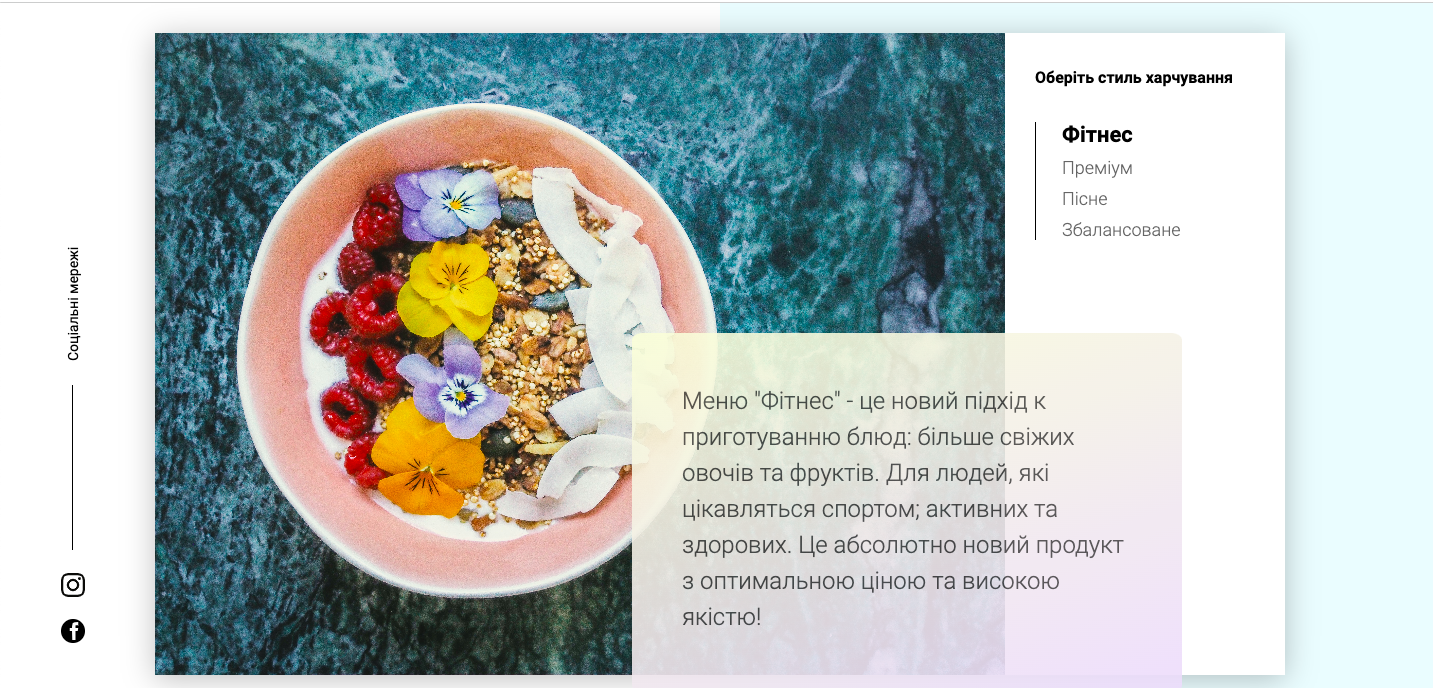 Оберіть стиль харчування
Фітнес
Преміум
Пісне
Збалансоване
Соціальні мережі
Меню "Фітнес" - це новий підхід к
приготуванню блюд: більше свіжих
овочів та фруктів. Для людей, які
цікавляться спортом; активних та
здорових. Це абсолютно новий продукт
з оптимальною ціною та високою
якістю!